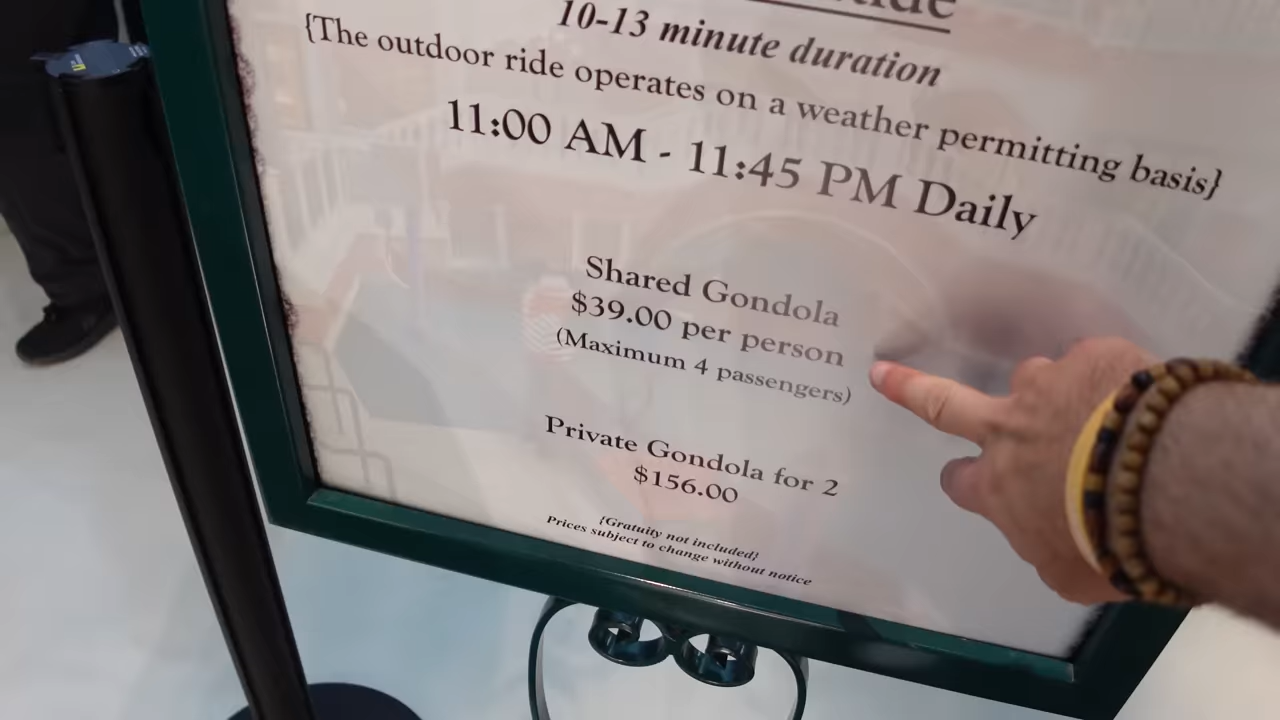 10-13 minute duration
{The outdoor ride operates on a weather permitting basis}
11:00 AM - 11:45 PM Daily
Shared Gondola
$39.00 per person
(Maximum 4 passengers)
Private Gondola for 2
$156.00
{Gratuity not included}
Prices subject to change without notice